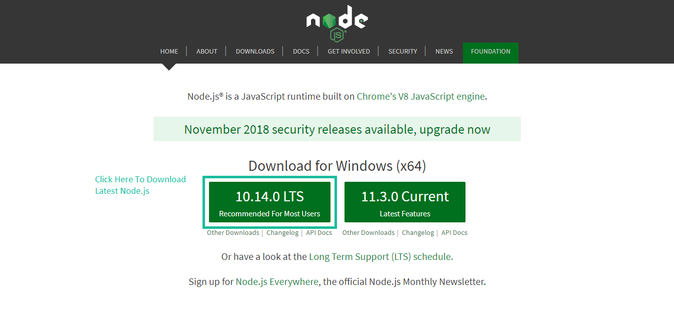 node
JS
HOME | ABOUT | DOWNLOADS | DOCS | GET INVOLVED | SECURITY | NEWS | FOUNDATION
Node.js® is a JavaScript runtime built on Chrome's V8 JavaScript engine.
November 2018 security releases available, upgrade now
Download for Windows (x64)
Click Here To Download
Latest Node.js
10.14.0 LTS
Recommended For Most Users
11.3.0 Current
Latest Features
Other Downloads | Changelog | API Docs
Other Downloads | Changelog | API Docs
Or have a look at the Long Term Support (LTS) schedule.
Sign up for Node.js Everywhere, the official Node.js Monthly Newsletter.